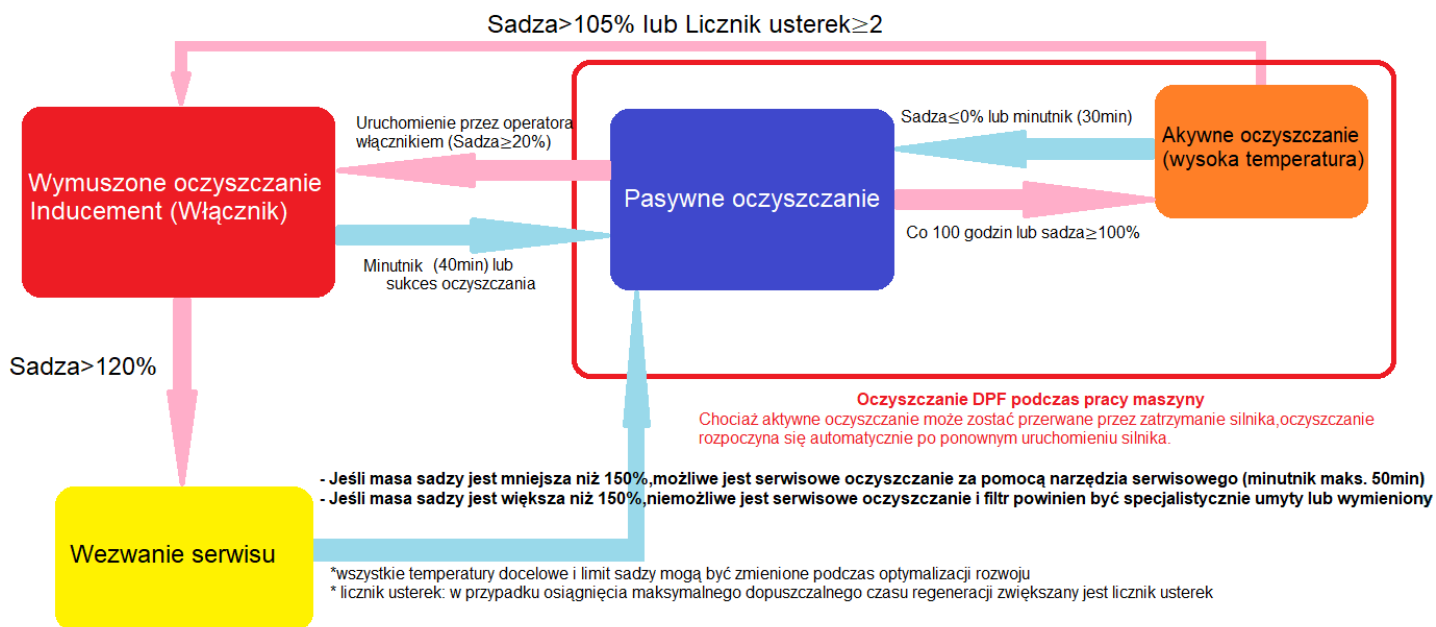 Sadza>105% lub Licznik usterek≥2
Uruchomienie przez operatora
włącznikiem (Sadza≥20%)
Sadza≤0% lub minutnik (30min)
Akywne oczyszczanie
(wysoka temperatura)
Wymuszone oczyszczanie
Inducement (Włącznik)
Pasywne oczyszczanie
Co 100 godzin lub sadza≥100%
Minutnik (40min) lub
sukces oczyszczania
Sadza>120%
Oczyszczanie DPF podczas pracy maszyny
Chociaż aktywne oczyszczanie może zostać przerwane przez zatrzymanie silnika,oczyszczanie
rozpoczyna się automatycznie po ponownym uruchomieniu silnika.
- Jeśli masa sadzy jest mniejsza niż 150%,możliwe jest serwisowe oczyszczanie za pomocą narzędzia serwisowego (minutnik maks. 50min)
- Jeśli masa sadzy jest większa niż 150%,niemożliwe jest serwisowe oczyszczanie i filtr powinien być specjalistycznie umyty lub wymieniony
Wezwanie serwisu
*wszystkie temperatury docelowe i limit sadzy mogą być zmienione podczas optymalizacji rozwoju
* licznik usterek: w przypadku osiągnięcia maksymalnego dopuszczalnego czasu regeneracji zwiększany jest licznik usterek